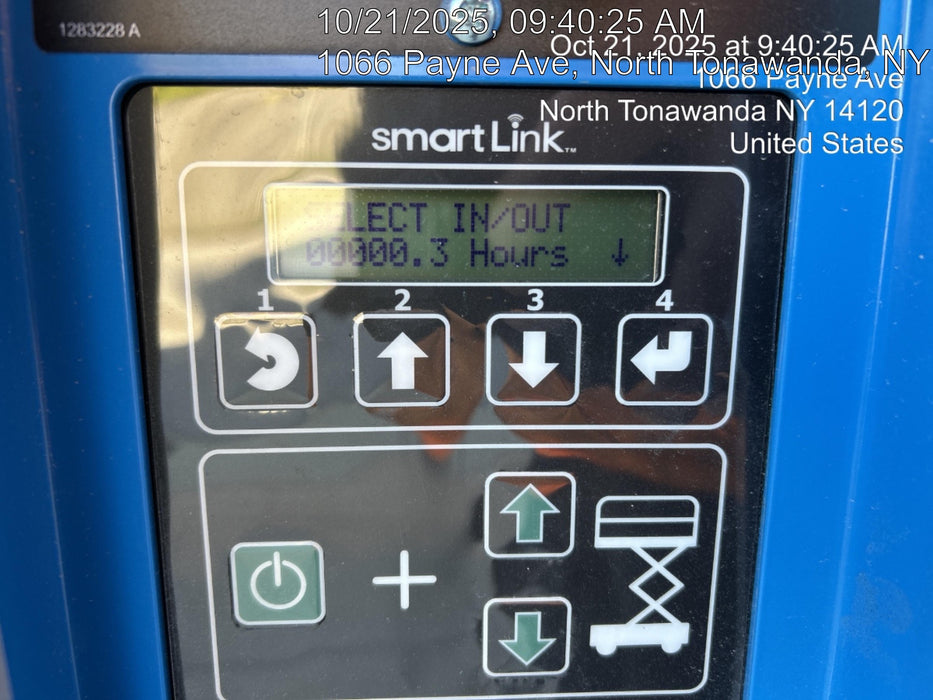 1283228 A
10/21/2025, 09:40:25 AM
1066 Payne Ave, North Tonawanda, NY
Oct 21, 2025 at 9:40:25 AM
1066 Payne Ave
North Tonawanda NY 14120
United States
smartLink™
IN/OUT
00000.3 Hours ↓
1 2 3 4
+